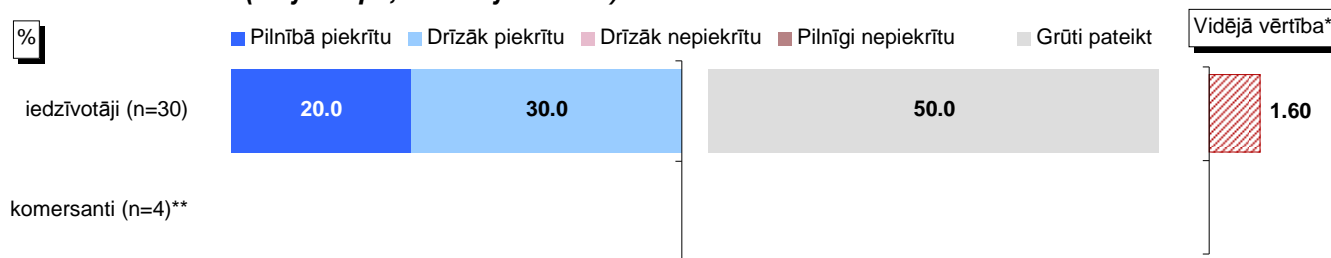 %
Pilnībā piekrītu Drīzāk piekrītu Drīzāk nepiekrītu Pilnīgi nepiekrītu Grūti pateikt
Vidējā vērtība*
iedzīvotāji (n=30) 20.0 30.0 50.0 1.60
komersanti (n=4)**